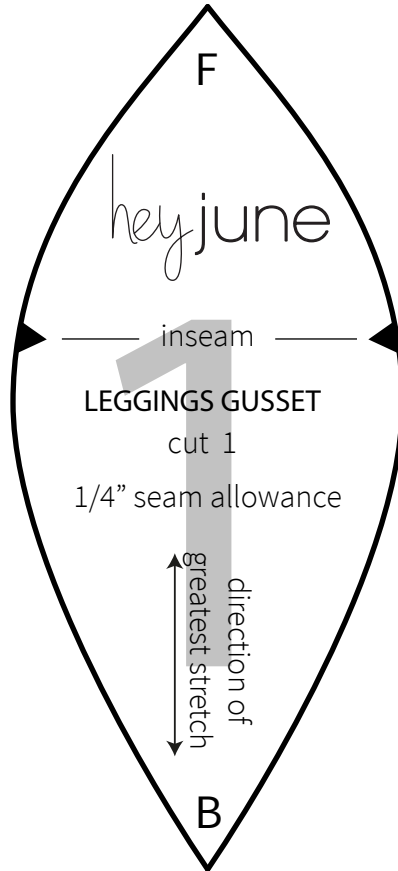 F
hey june
inseam
1
LEGGINGS GUSSET
cut 1
1/4” seam allowance
direction of
greatest stretch
B